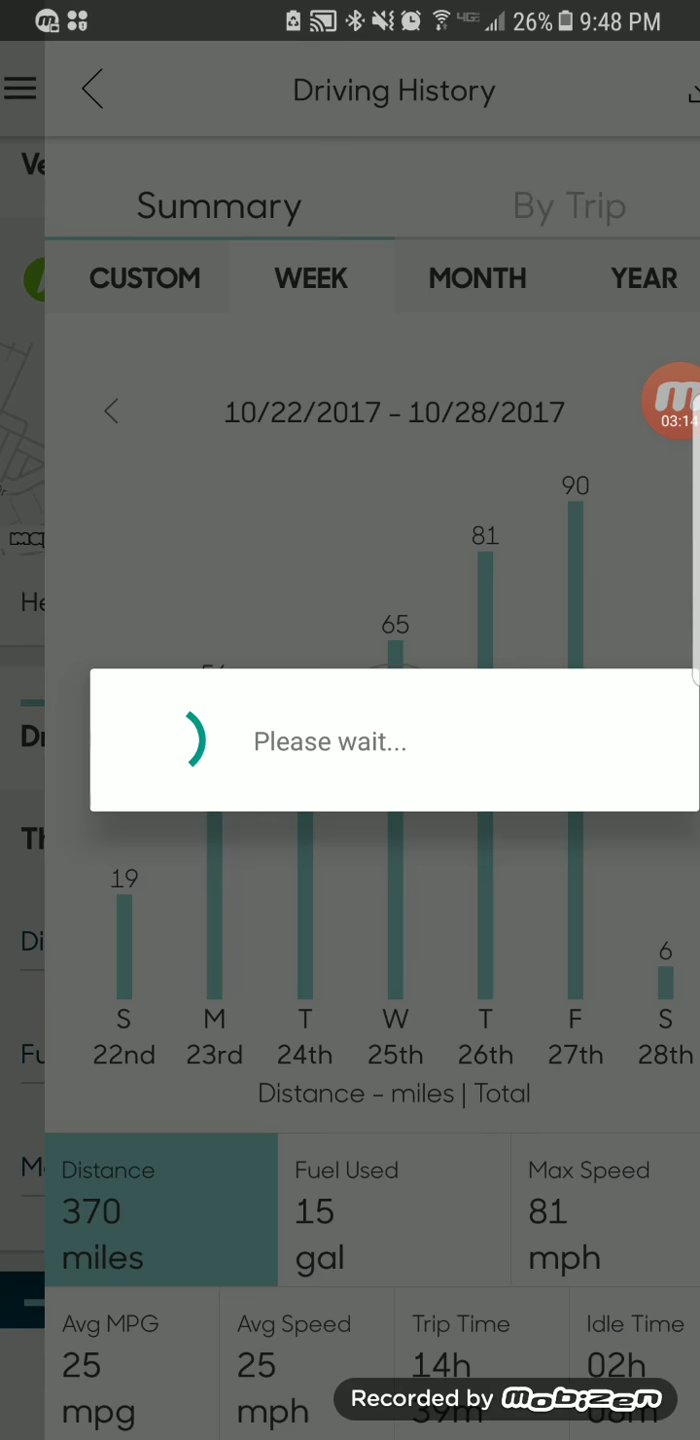 26% 9:48 PM
Driving History
Summary By Trip
CUSTOM WEEK MONTH YEAR
10/22/2017 - 10/28/2017
03:14
90
81
65
Please wait...
19
6
S M T W T F S
22nd 23rd 24th 25th 26th 27th 28th
Distance - miles | Total
Distance Fuel Used Max Speed
370 15 81
miles gal mph
Avg MPG Avg Speed Trip Time Idle Time
25 25 14h 02h
mpg mph
Recorded by mobizen